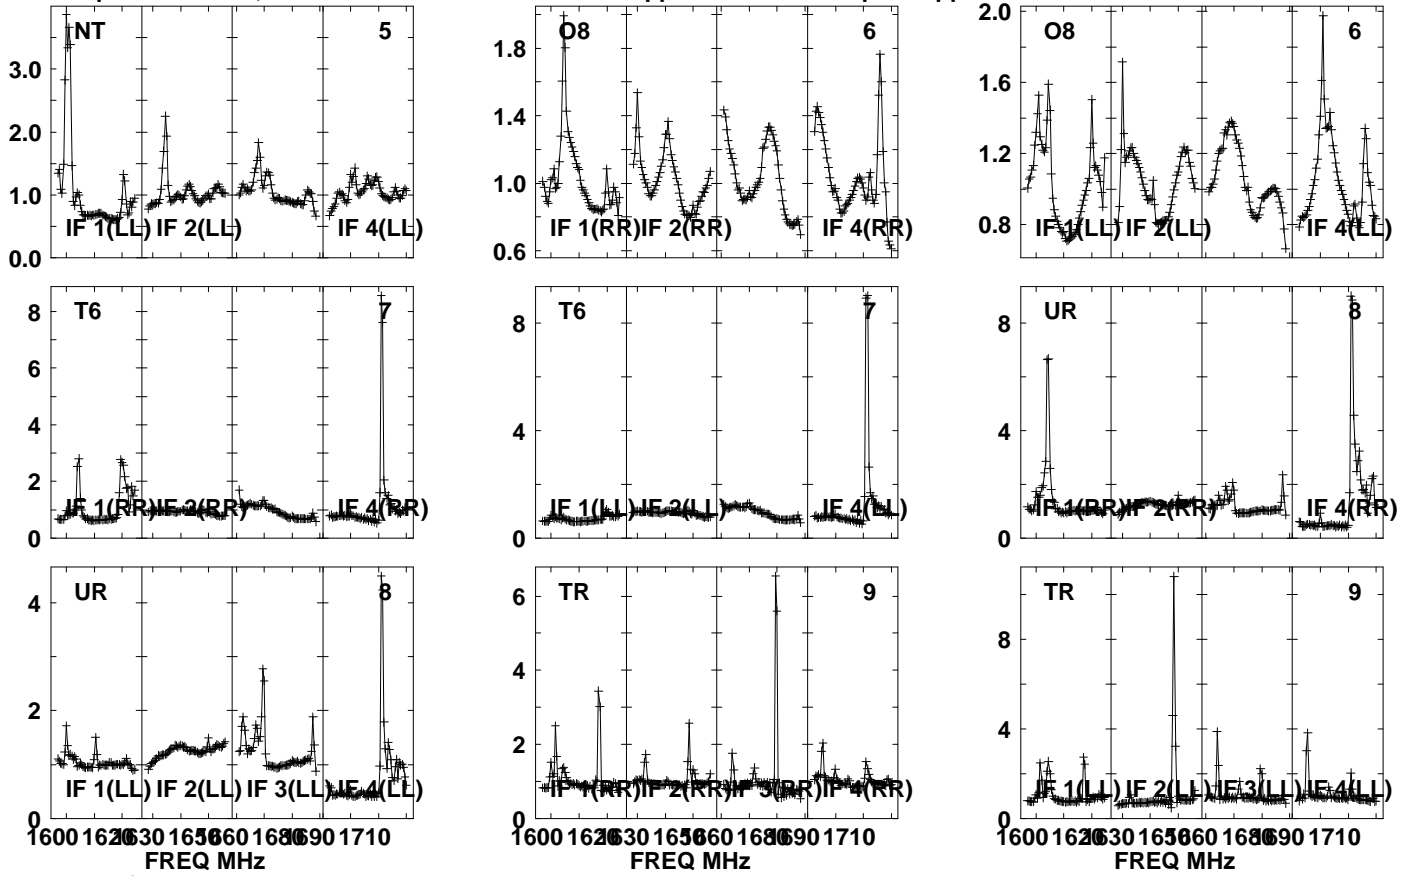 NT 5
3.0
2.0
1.0
0.0
IF 1(LL) IF 2(LL) IF 4(LL)
O8 6
1.8
1.4
1.0
0.6
IF 1(RR) IF 2(RR) IF 4(RR)
O8 6
2.0
1.6
1.2
0.8
IF 1(LL) IF 2(LL) IF 4(LL)
T6 7
8
6
4
2
0
IF 1(RR) IF 2(RR) IF 4(RR)
T6 7
8
4
0
IF 1(LL) IF 2(LL) IF 4(LL)
UR 8
8
4
0
IF 1(RR) IF 2(RR) IF 4(RR)
UR 8
4
2
0
IF 1(LL) IF 2(LL) IF 3(LL) IF 4(LL)
1600 1620 1630 1650 1660 1680 1690 1710
FREQ MHz
TR 9
6
4
2
0
IF 1(RR) IF 2(RR) IF 3(RR) IF 4(RR)
1600 1620 1630 1650 1660 1680 1690 1710
FREQ MHz
TR 9
8
4
0
IF 1(LL) IF 2(LL) IF 3(LL) IF 4(LL)
1600 1620 1630 1650 1660 1680 1690 1710
FREQ MHz